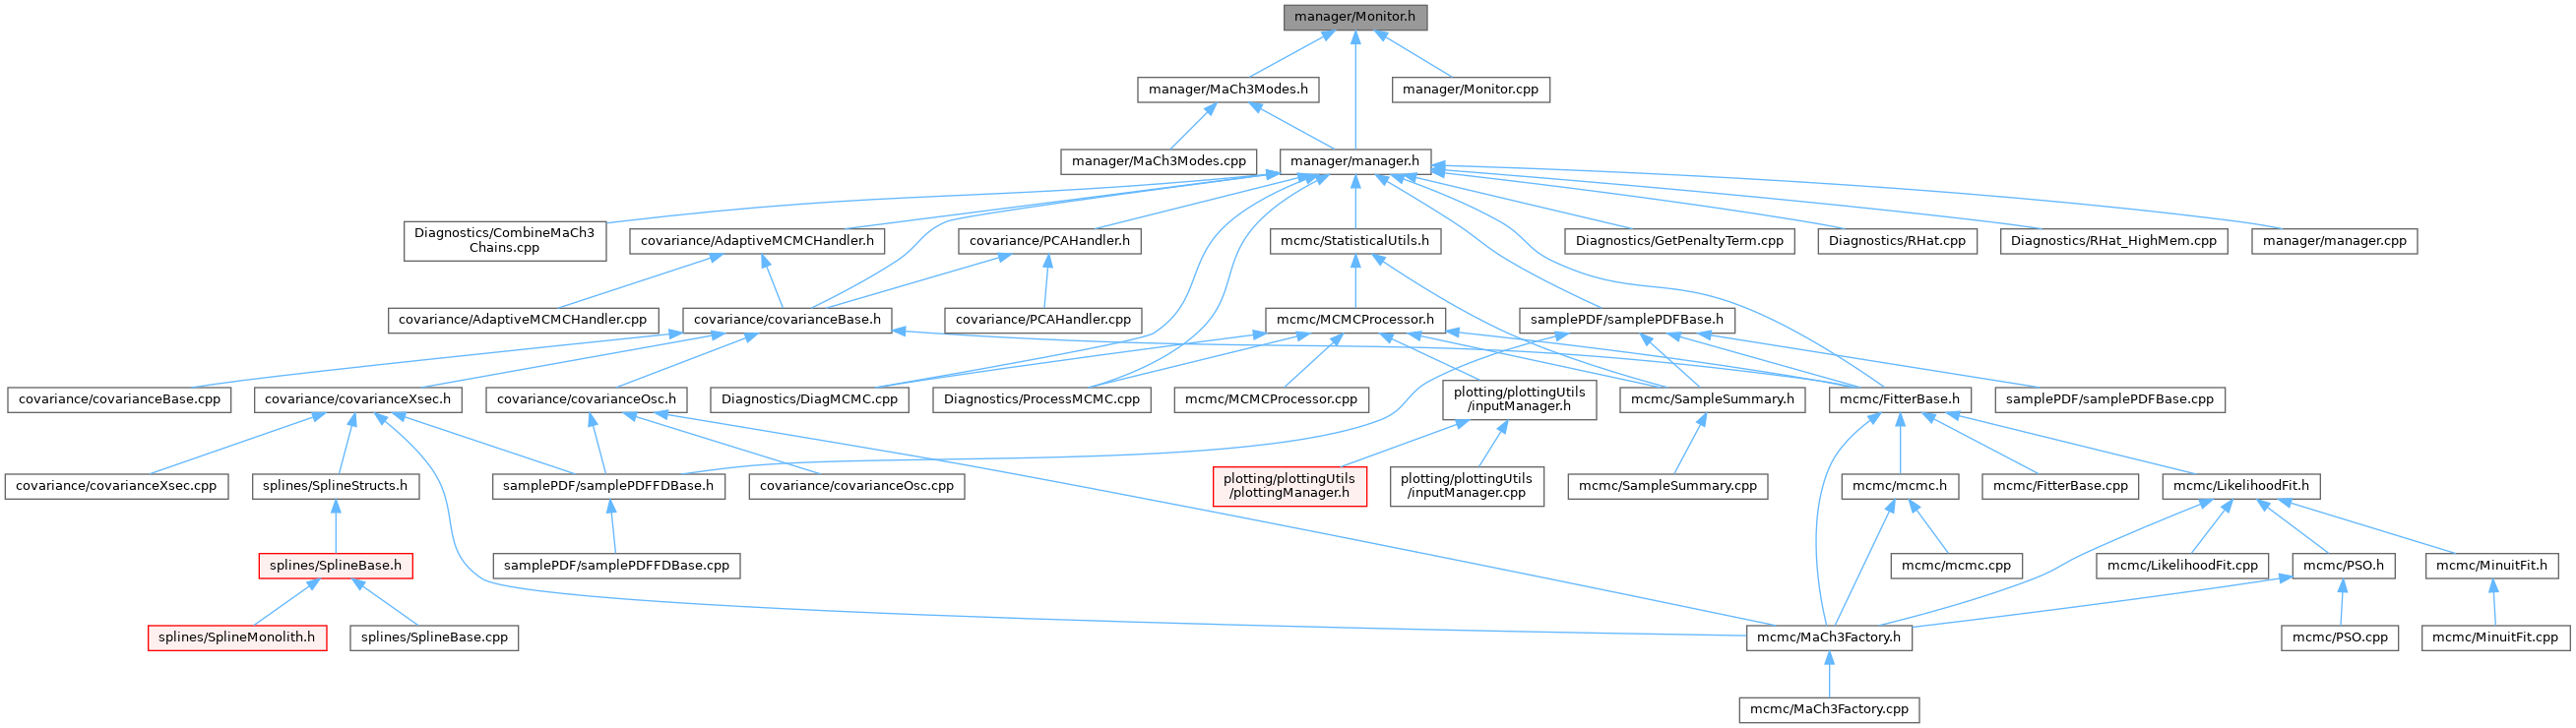 manager/Monitor.h
manager/MaCh3Modes.h
manager/Monitor.cpp
manager/MaCh3Modes.cpp
manager/manager.h
Diagnostics/CombineMaCh3
Chains.cpp
covariance/AdaptiveMCMCHandler.h
covariance/PCAHandler.h
mcmc/StatisticalUtils.h
Diagnostics/GetPenaltyTerm.cpp
Diagnostics/RHat.cpp
Diagnostics/RHat_HighMem.cpp
manager/manager.cpp
covariance/AdaptiveMCMCHandler.cpp
covariance/covarianceBase.h
covariance/PCAHandler.cpp
mcmc/MCMCProcessor.h
samplePDF/samplePDFBase.h
covariance/covarianceBase.cpp
covariance/covarianceXsec.h
covariance/covarianceOsc.h
Diagnostics/DiagMCMC.cpp
Diagnostics/ProcessMCMC.cpp
mcmc/MCMCProcessor.cpp
plotting/plottingUtils
/inputManager.h
mcmc/SampleSummary.h
mcmc/FitterBase.h
samplePDF/samplePDFBase.cpp
covariance/covarianceXsec.cpp
splines/SplineStructs.h
samplePDF/samplePDFFDBase.h
covariance/covarianceOsc.cpp
plotting/plottingUtils
/plottingManager.h
plotting/plottingUtils
/inputManager.cpp
mcmc/SampleSummary.cpp
mcmc/mcmc.h
mcmc/FitterBase.cpp
mcmc/LikelihoodFit.h
splines/SplineBase.h
samplePDF/samplePDFFDBase.cpp
mcmc/mcmc.cpp
mcmc/LikelihoodFit.cpp
mcmc/PSO.h
mcmc/MinuitFit.h
splines/SplineMonolith.h
splines/SplineBase.cpp
mcmc/MaCh3Factory.h
mcmc/PSO.cpp
mcmc/MinuitFit.cpp
mcmc/MaCh3Factory.cpp